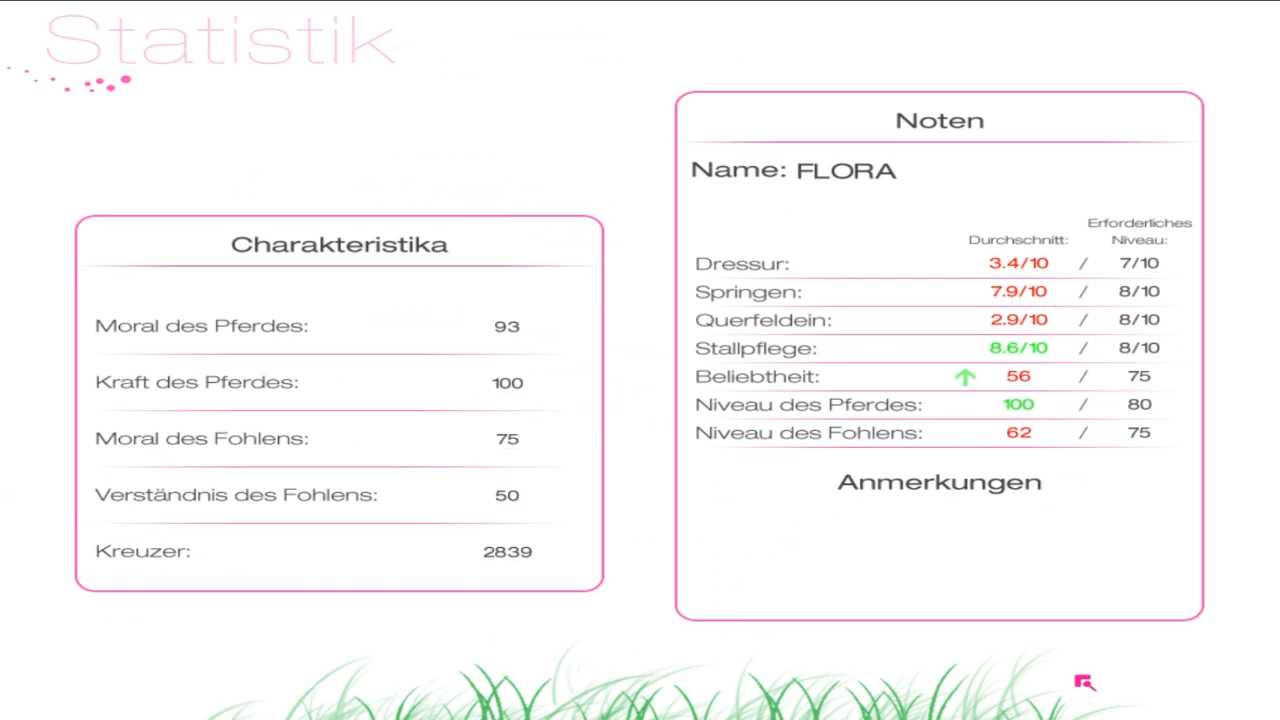 Statistik
Charakteristika
Moral des Pferdes: 93
Kraft des Pferdes: 100
Moral des Fohlens: 75
Verständnis des Fohlens: 50
Kreuzer: 2839
Noten
Name: FLORA
Durchschnitt: Erforderliches Niveau:
Dressur: 3.4/10 / 7/10
Springen: 7.9/10 / 8/10
Querfeldein: 2.9/10 / 8/10
Stallpflege: 8.6/10 / 8/10
Beliebtheit: 56 / 75
Niveau des Pferdes: 100 / 80
Niveau des Fohlens: 62 / 75
Anmerkungen